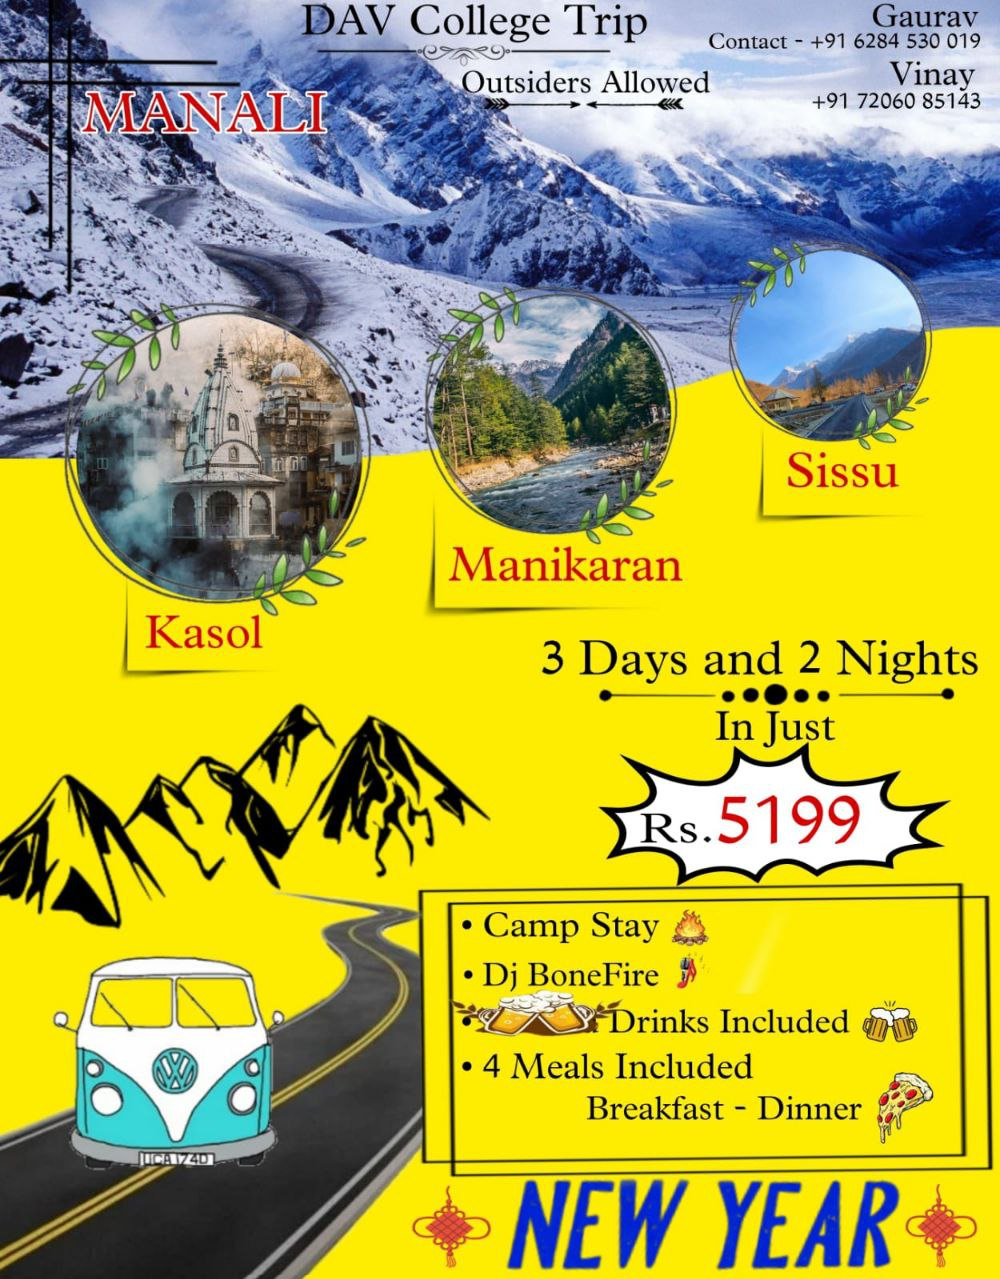 DAV College Trip
Outsiders Allowed
Gaurav
Contact - +91 6284 530 019
Vinay
+91 72060 85143
MANALI
Sissu
Manikaran
Kasol
3 Days and 2 Nights
In Just
Rs.5199
• Camp Stay
• Dj BoneFire
• Drinks Included
• 4 Meals Included
Breakfast - Dinner
UCA 174D
NEW YEAR